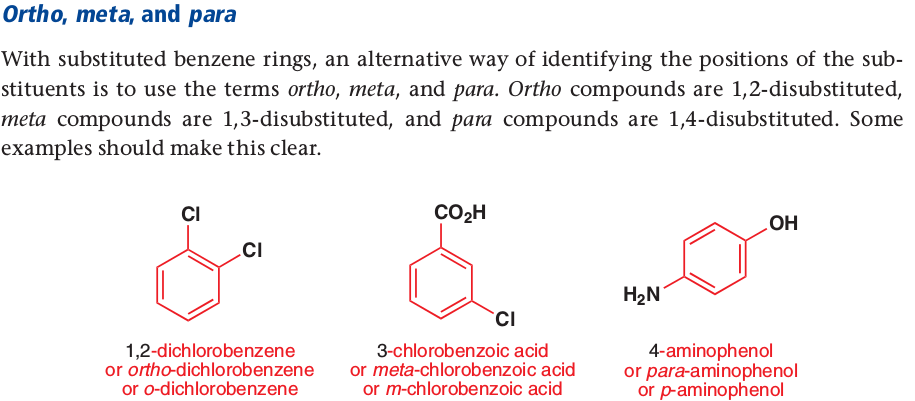 Ortho, meta, and para
With substituted benzene rings, an alternative way of identifying the positions of the sub-
stituents is to use the terms ortho, meta, and para. Ortho compounds are 1,2-disubstituted,
meta compounds are 1,3-disubstituted, and para compounds are 1,4-disubstituted. Some
examples should make this clear.
Cl
Cl
1,2-dichlorobenzene
or ortho-dichlorobenzene
or o-dichlorobenzene
CO₂H
Cl
3-chlorobenzoic acid
or meta-chlorobenzoic acid
or m-chlorobenzoic acid
OH
H₂N
4-aminophenol
or para-aminophenol
or p-aminophenol